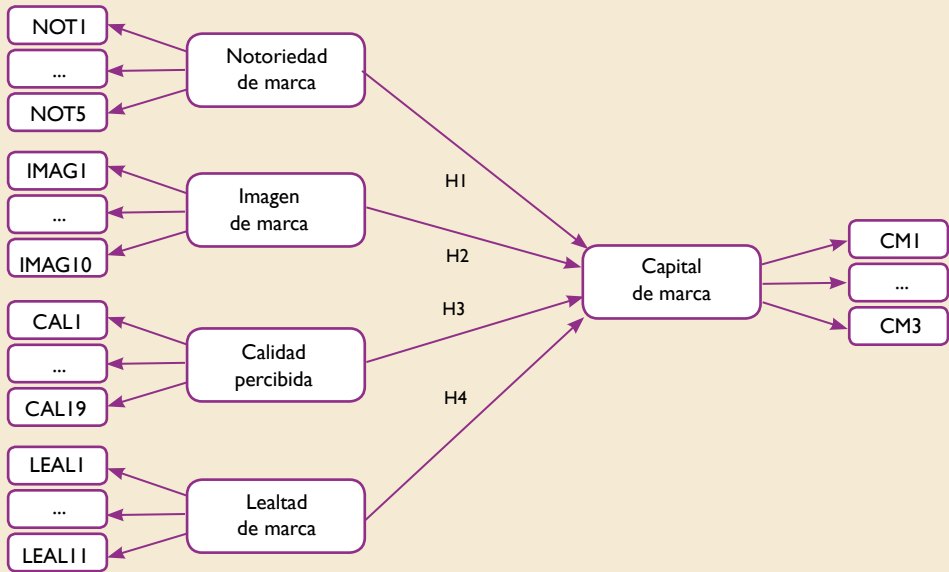 NOT1
...
NOT5
Notoriedad
de marca
IMAG1
...
IMAG10
Imagen
de marca
CAL1
...
CAL19
Calidad
percibida
LEAL1
...
LEAL11
Lealtad
de marca
H1
H2
H3
H4
Capital
de marca
CM1
...
CM3